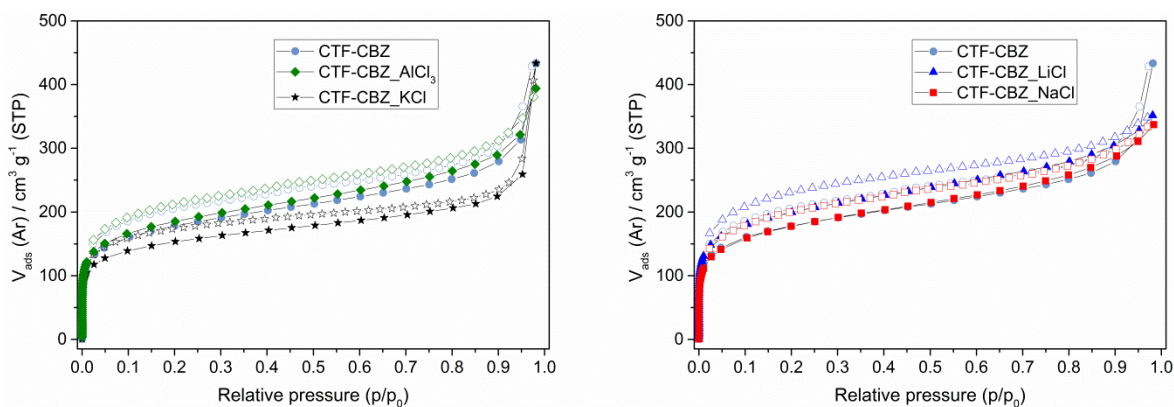 500
400
300
200
100
0
V_ads (Ar) / cm³ g⁻¹ (STP)
CTF-CBZ
CTF-CBZ_AlCl₃
CTF-CBZ_KCl
0.0 0.1 0.2 0.3 0.4 0.5 0.6 0.7 0.8 0.9 1.0
Relative pressure (p/p₀)
500
400
300
200
100
0
V_ads (Ar) / cm³ g⁻¹ (STP)
CTF-CBZ
CTF-CBZ_LiCl
CTF-CBZ_NaCl
0.0 0.1 0.2 0.3 0.4 0.5 0.6 0.7 0.8 0.9 1.0
Relative pressure (p/p₀)